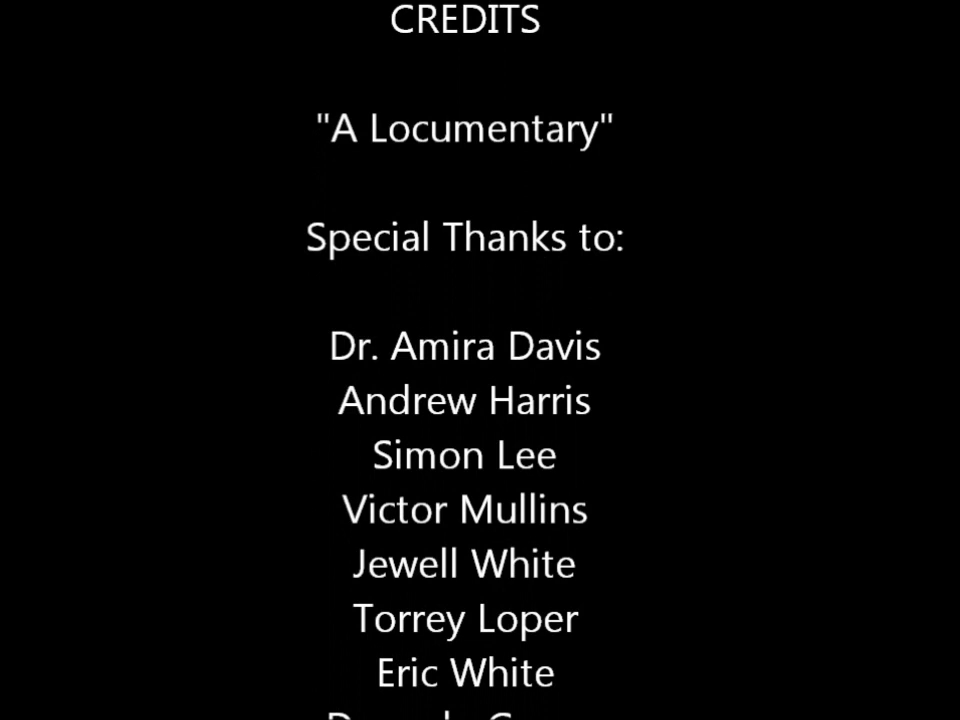 CREDITS
"A Locumentary"
Special Thanks to:
Dr. Amira Davis
Andrew Harris
Simon Lee
Victor Mullins
Jewell White
Torrey Loper
Eric White